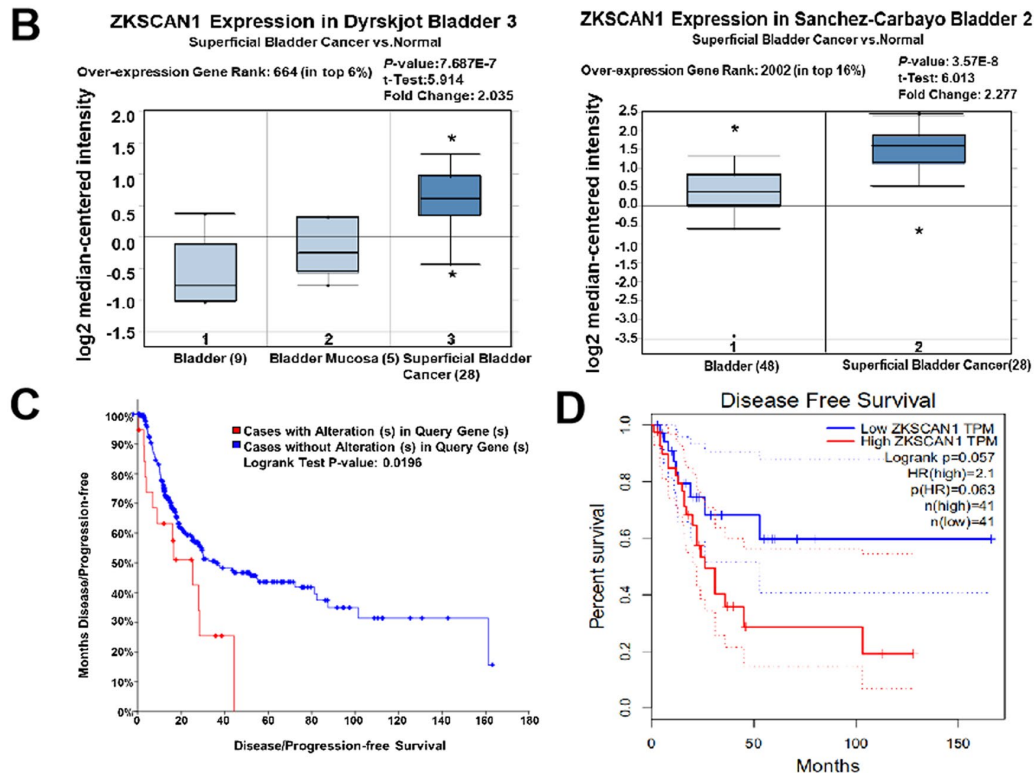 B
ZKSCAN1 Expression in Dyrskjot Bladder 3
Superficial Bladder Cancer vs.Normal
Over-expression Gene Rank: 664 (in top 6%)
P-value:7.687E-7
t-Test:5.914
Fold Change: 2.035
log2 median-centered intensity
2.0
1.5
1.0
0.5
0.0
-0.5
-1.0
-1.5
*
*
1
2
3
Bladder (9)
Bladder Mucosa (5)
Superficial Bladder
Cancer (28)
ZKSCAN1 Expression in Sanchez-Carbayo Bladder 2
Superficial Bladder Cancer vs.Normal
Over-expression Gene Rank: 2002 (in top 16%)
P-value: 3.57E-8
t-Test: 6.013
Fold Change: 2.277
log2 median-centered intensity
2.5
2.0
1.5
1.0
0.5
0.0
-1.0
-1.5
-2.0
-2.5
-3.0
-3.5
*
*
1
2
Bladder (48)
Superficial Bladder Cancer(28)
C
Months Disease/Progression-free
100%
90%
80%
70%
60%
50%
40%
30%
20%
10%
0%
Cases with Alteration (s) in Query Gene (s)
Cases without Alteration (s) in Query Gene (s)
Logrank Test P-value: 0.0196
0 20 40 60 80 100 120 140 160 180
Disease/Progression-free Survival
D
Disease Free Survival
Percent survival
1.0
0.8
0.6
0.4
0.2
0.0
Low ZKSCAN1 TPM
High ZKSCAN1 TPM
Logrank p=0.057
HR(high)=2.1
p(HR)=0.063
n(high)=41
n(low)=41
0 50 100 150
Months